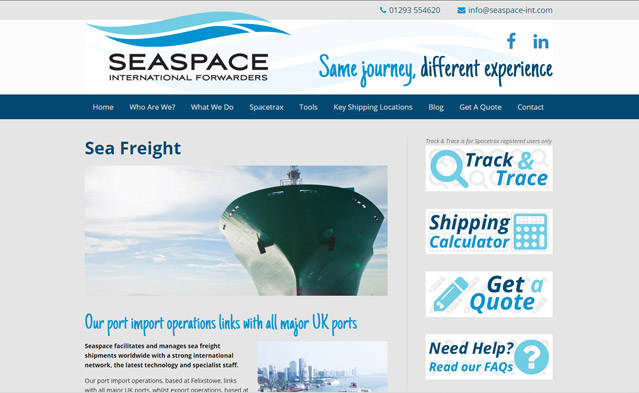 01293 554620
info@seaspace-int.com
SEASPACE
INTERNATIONAL FORWARDERS
Same journey, different experience
Home Who Are We? What We Do Spacetrax Tools Key Shipping Locations Blog Get A Quote Contact
Sea Freight
Track & Trace is for Spacetrax registered users only
Track &
Trace
Shipping
Calculator
Get a
Quote
Need Help?
Read our FAQs
Our port import operations links with all major UK ports
Seaspace facilitates and manages sea freight
shipments worldwide with a strong international
network, the latest technology and specialist staff.
Our port import operations, based at Felixstowe, links
with all major UK ports, whilst export operations, based at